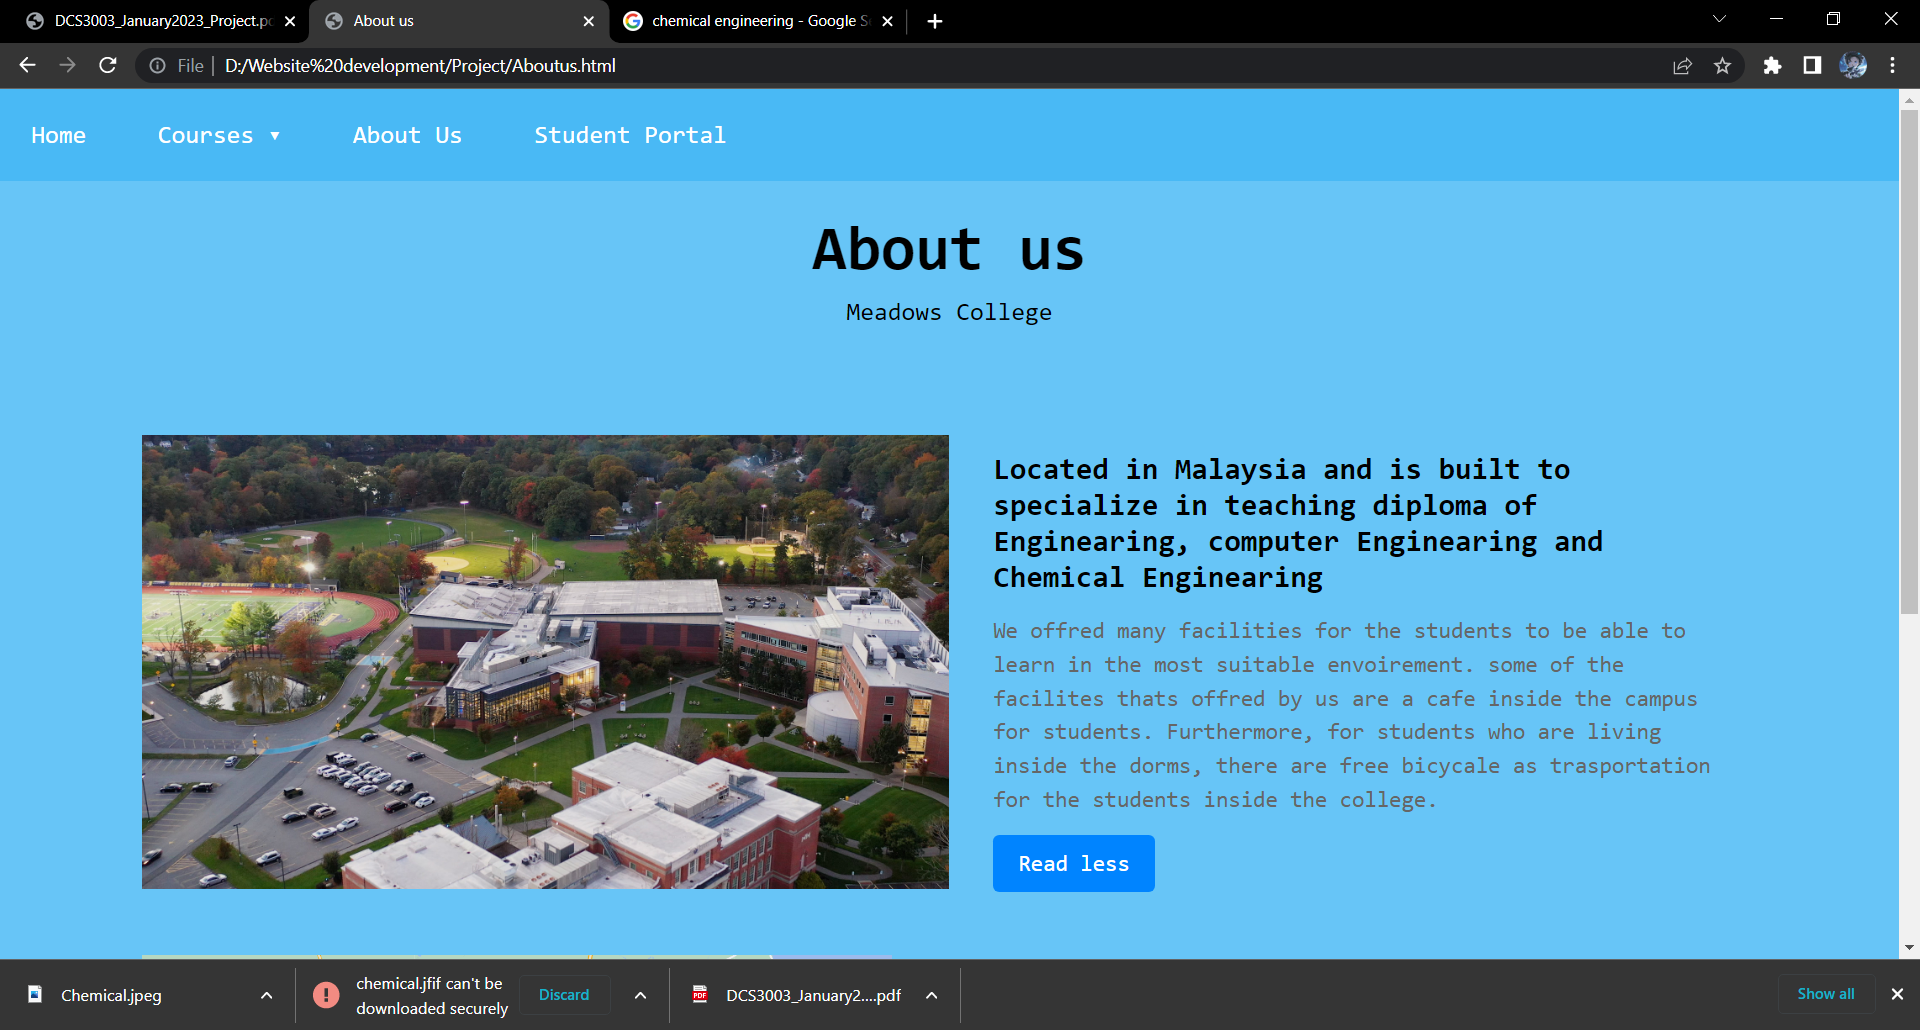 DCS3003_January2023_Project.pd
About us
chemical engineering - Google S
File
D:/Website%20development/Project/Aboutus.html
Home
Courses ▾
About Us
Student Portal
About us
Meadows College
Located in Malaysia and is built to
specialize in teaching diploma of
Enginearing, computer Enginearing and
Chemical Enginearing
We offred many facilities for the students to be able to
learn in the most suitable envoirement. some of the
facilites thats offred by us are a cafe inside the campus
for students. Furthermore, for students who are living
inside the dorms, there are free bicycale as trasportation
for the students inside the college.
Read less
Chemical.jpeg
chemical.jfif can't be
downloaded securely
Discard
DCS3003_January2....pdf
Show all